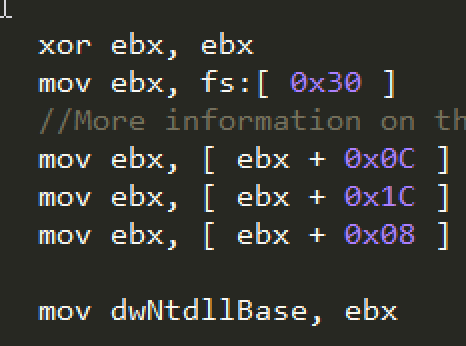 xor ebx, ebx
mov ebx, fs:[ 0x30 ]
//More information on th
mov ebx, [ ebx + 0x0C ]
mov ebx, [ ebx + 0x1C ]
mov ebx, [ ebx + 0x08 ]
mov dwNtdllBase, ebx